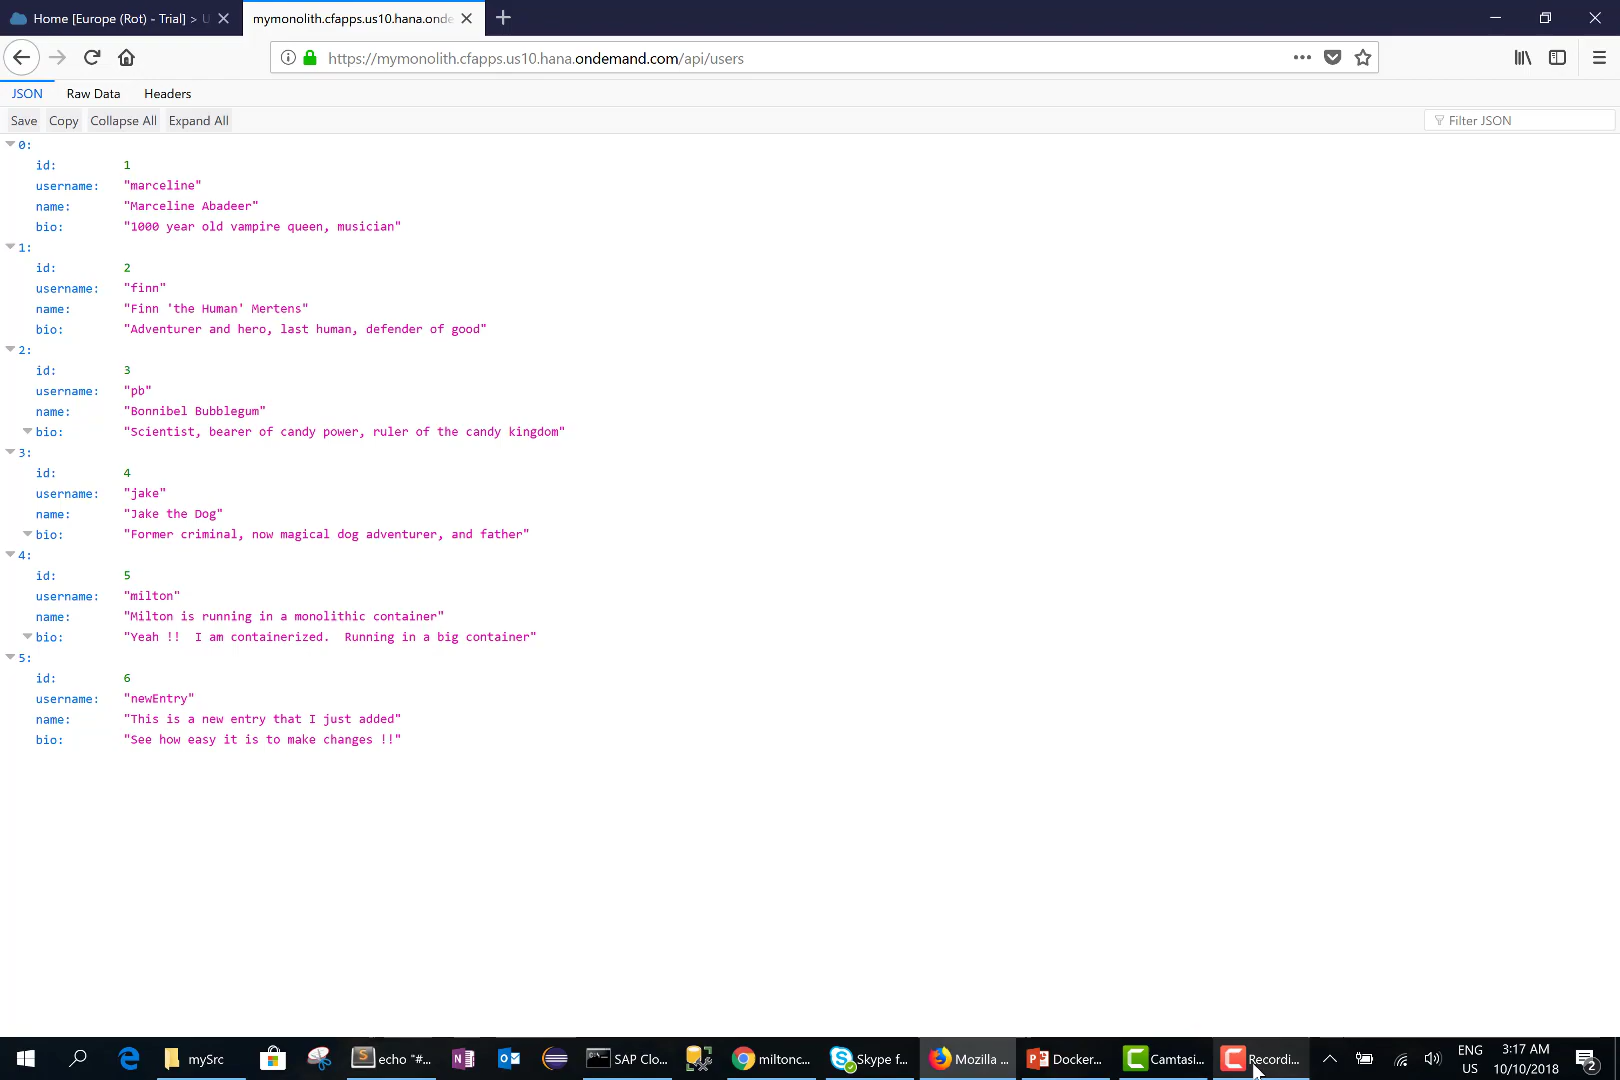 Home [Europe (Rot) - Trial] > U
mymonolith.cfapps.us10.hana.onde
https://mymonolith.cfapps.us10.hana.ondemand.com/api/users
JSON Raw Data Headers
Save Copy Collapse All Expand All Filter JSON
0:
id: 1
username: "marceline"
name: "Marceline Abadeer"
bio: "1000 year old vampire queen, musician"
1:
id: 2
username: "finn"
name: "Finn 'the Human' Mertens"
bio: "Adventurer and hero, last human, defender of good"
2:
id: 3
username: "pb"
name: "Bonnibel Bubblegum"
bio: "Scientist, bearer of candy power, ruler of the candy kingdom"
3:
id: 4
username: "jake"
name: "Jake the Dog"
bio: "Former criminal, now magical dog adventurer, and father"
4:
id: 5
username: "milton"
name: "Milton is running in a monolithic container"
bio: "Yeah !!  I am containerized.  Running in a big container"
5:
id: 6
username: "newEntry"
name: "This is a new entry that I just added"
bio: "See how easy it is to make changes !!"
mySrc echo "#... SAP Clo... miltonc... Skype f... Mozilla ... Docker... Camtasi... Recordi... ENG 3:17 AM
US 10/10/2018 2